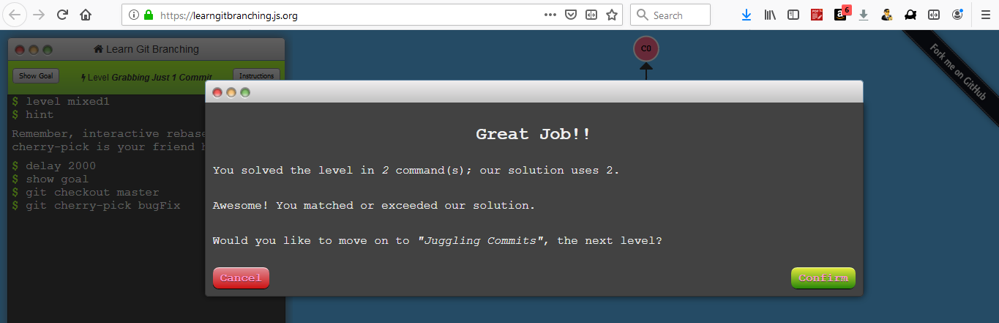 https://learngitbranching.js.org
Search
6
Learn Git Branching
Show Goal
Level Grabbing Just 1 Commit
Instructions
$ level mixed1
$ hint
Remember, interactive rebase
cherry-pick is your friend h
$ delay 2000
$ show goal
$ git checkout master
$ git cherry-pick bugFix
C0
Fork me on GitHub
Great Job!!
You solved the level in 2 command(s); our solution uses 2.
Awesome! You matched or exceeded our solution.
Would you like to move on to "Juggling Commits", the next level?
Cancel
Confirm